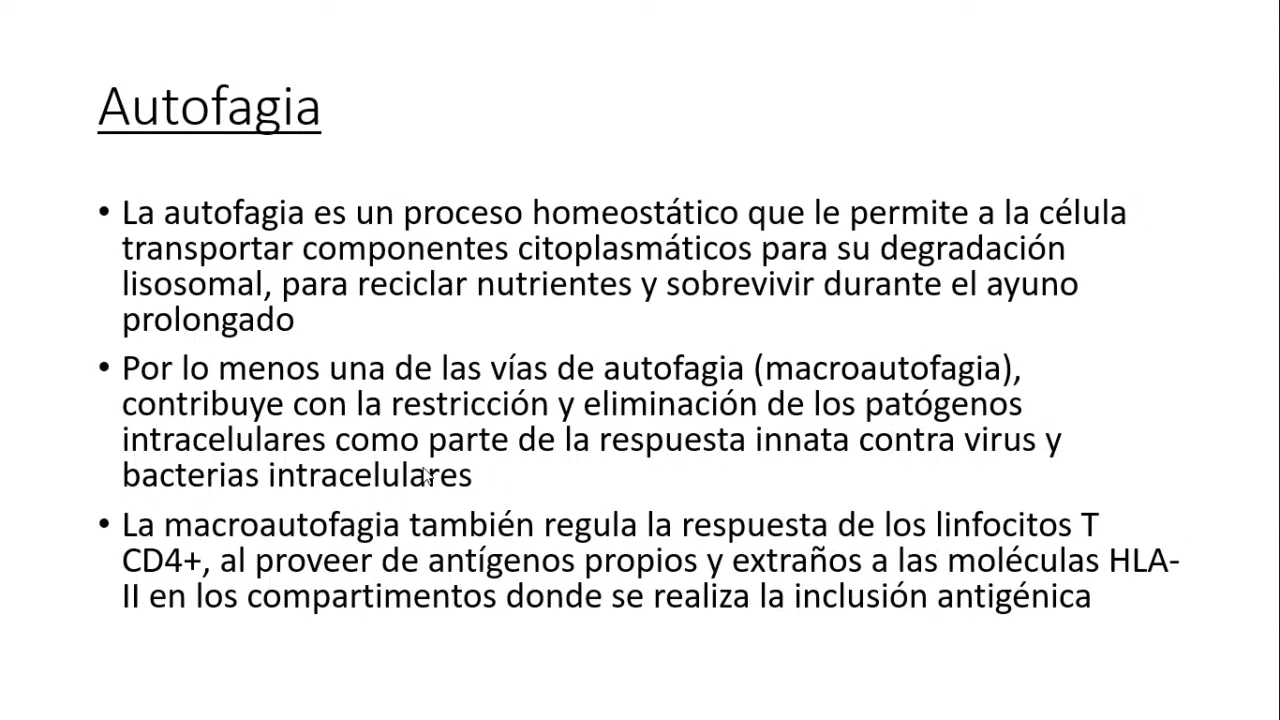 Autofagia
• La autofagia es un proceso homeostático que le permite a la célula
transportar componentes citoplasmáticos para su degradación
lisosomal, para reciclar nutrientes y sobrevivir durante el ayuno
prolongado
• Por lo menos una de las vías de autofagia (macroautofagia),
contribuye con la restricción y eliminación de los patógenos
intracelulares como parte de la respuesta innata contra virus y
bacterias intracelulares
• La macroautofagia también regula la respuesta de los linfocitos T
CD4+, al proveer de antígenos propios y extraños a las moléculas HLA-
II en los compartimentos donde se realiza la inclusión antigénica